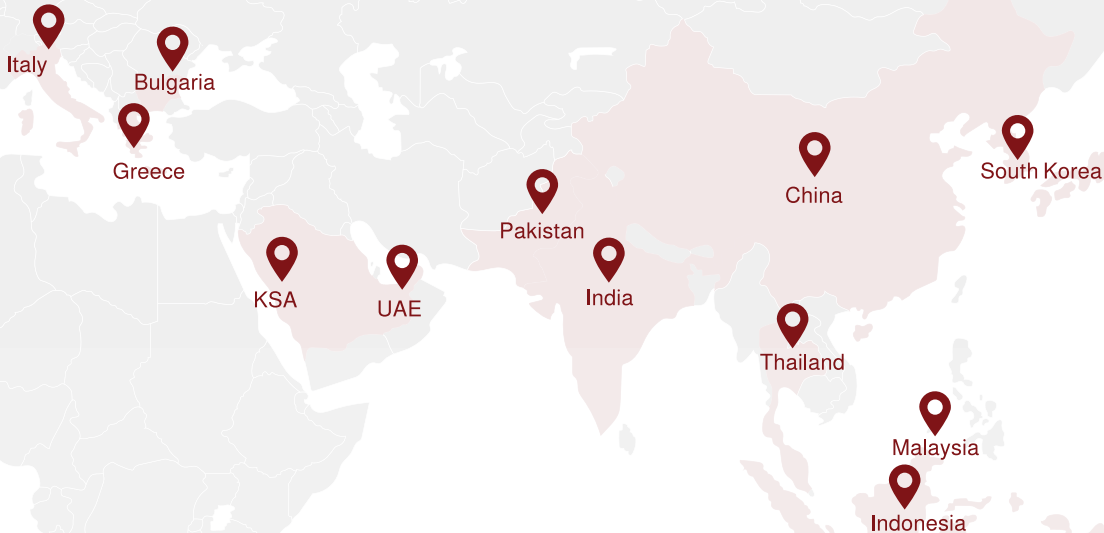 Italy
Bulgaria
Greece
South Korea
China
Pakistan
KSA
UAE
India
Thailand
Malaysia
Indonesia